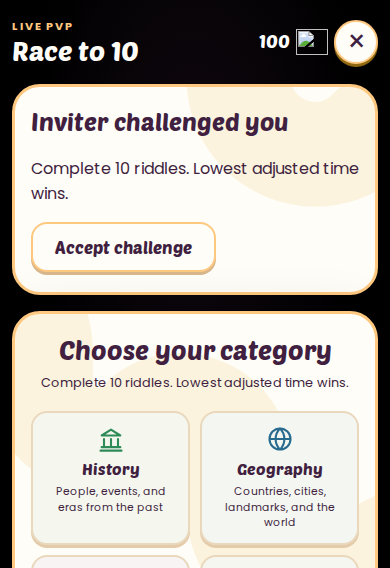 LIVE PVP
Race to 10
100
Inviter challenged you
Complete 10 riddles. Lowest adjusted time
wins.
Accept challenge
Choose your category
Complete 10 riddles. Lowest adjusted time wins.
History
People, events, and
eras from the past
Geography
Countries, cities,
landmarks, and the
world